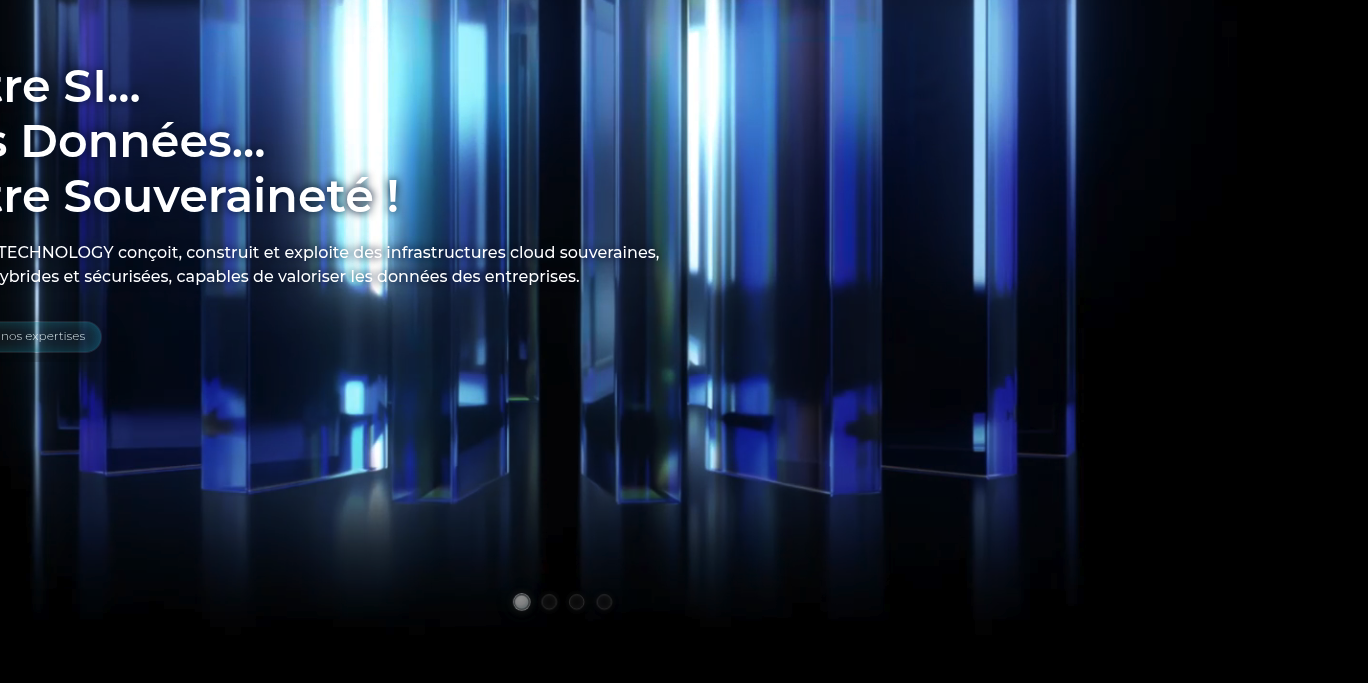 tre SI...
s Données...
tre Souveraineté !
TECHNOLOGY conçoit, construit et exploite des infrastructures cloud souveraines,
ybrides et sécurisées, capables de valoriser les données des entreprises.
nos expertises